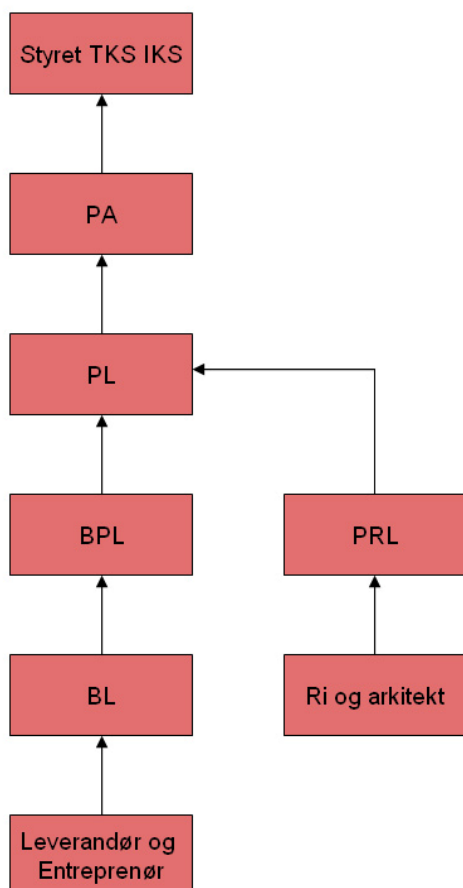 Styret TKS IKS
PA
PL
BPL
PRL
BL
Ri og arkitekt
Leverandør og
Entreprenør